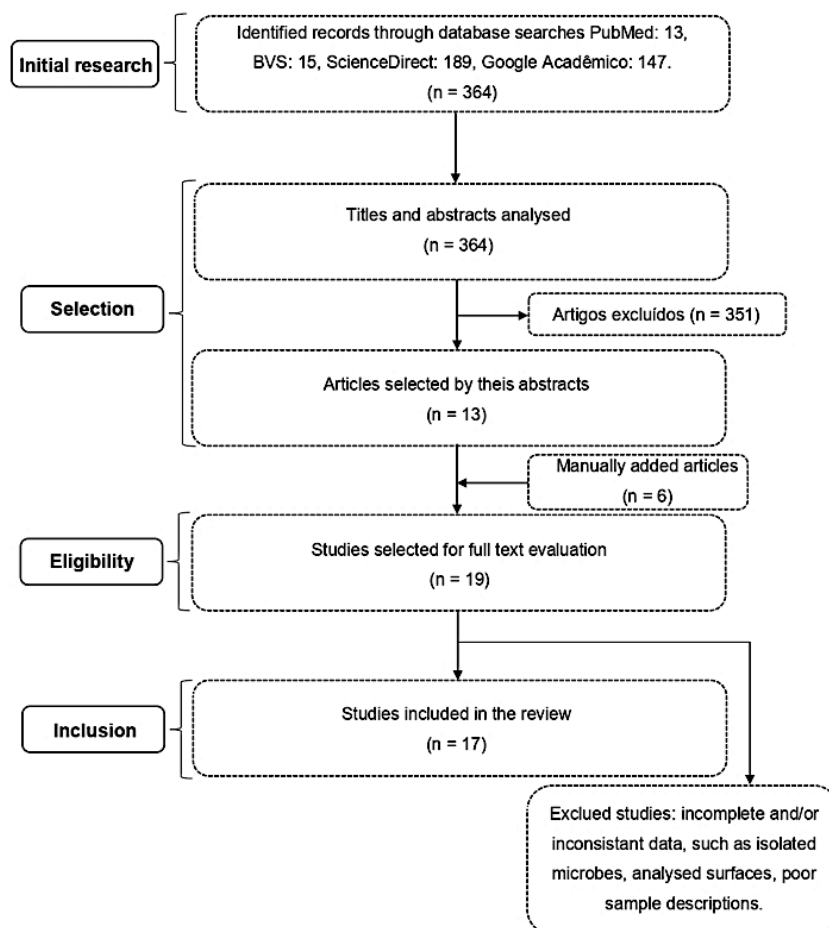 Initial research
Identified records through database searches PubMed: 13,
BVS: 15, ScienceDirect: 189, Google Acadêmico: 147.
(n = 364)
Selection
Titles and abstracts analysed
(n = 364)
Artigos excluídos (n = 351)
Articles selected by theis abstracts
(n = 13)
Manually added articles
(n = 6)
Eligibility
Studies selected for full text evaluation
(n = 19)
Inclusion
Studies included in the review
(n = 17)
Exclued studies: incomplete and/or
inconsistant data, such as isolated
microbes, analysed surfaces, poor
sample descriptions.